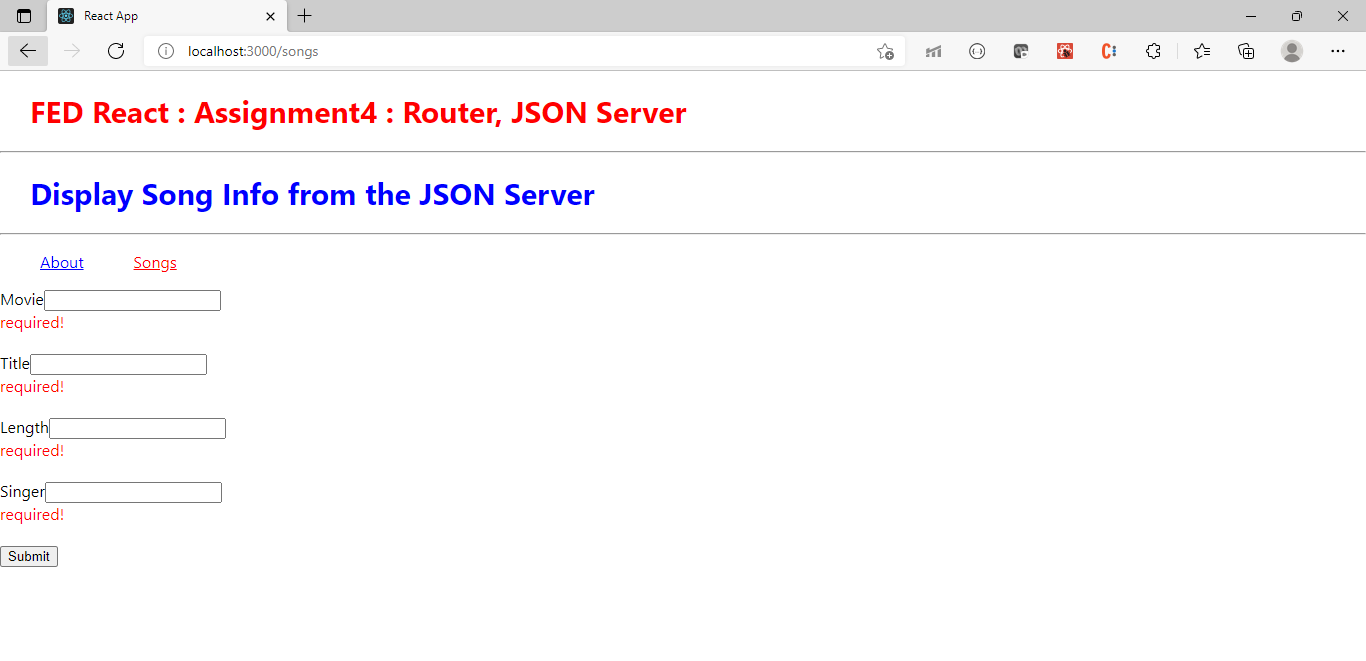 React App
localhost:3000/songs
FED React : Assignment4 : Router, JSON Server
Display Song Info from the JSON Server
About Songs
Movie
required!
Title
required!
Length
required!
Singer
required!
Submit